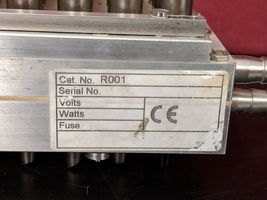 Cat. No. R001
Serial No.
Volts
Watts
Fuse
CE